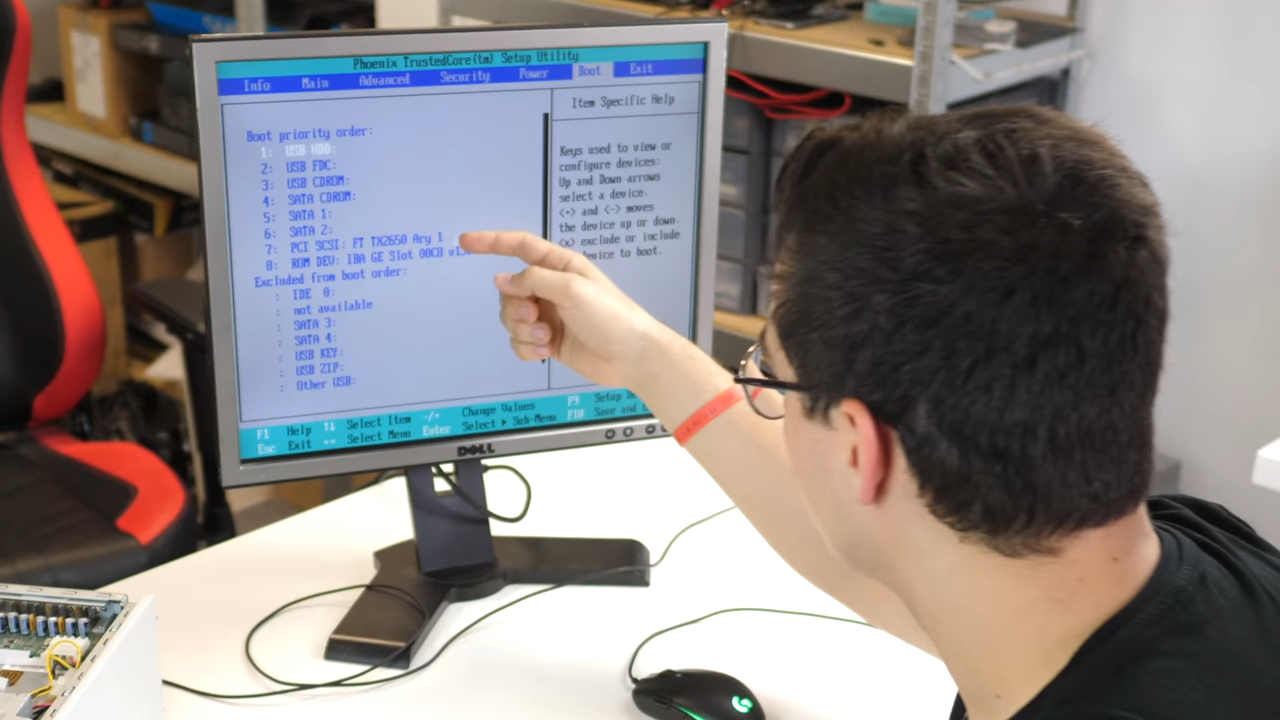 Phoenix TrustedCore(tm) Setup Utility
Info Main Advanced Security Power Boot Exit
Boot priority order:
1: USB HDD:
2: USB FDC:
3: USB CDROM:
4: SATA CDROM:
5: SATA 1:
6: SATA 2:
7: PCI SCSI: FT TX2650 Ary 1
8: ROM DEV: IBA GE Slot 00C8
Excluded from boot order:
: IDE 0:
: not available
: SATA 3:
: SATA 4:
: USB KEY:
: USB ZIP:
: Other USB:
Item Specific Help
Keys used to view or
configure devices:
Up and Down arrows
select a device.
<+> and <-> moves
the device up or down.
<x> exclude or include
device to boot.
F1 Help ↑↓ Select Item -/+ Change Values F9 Setup
Esc Exit ↔ Select Menu Enter Select ▶ Sub-Menu F10 Save and
DELL
G